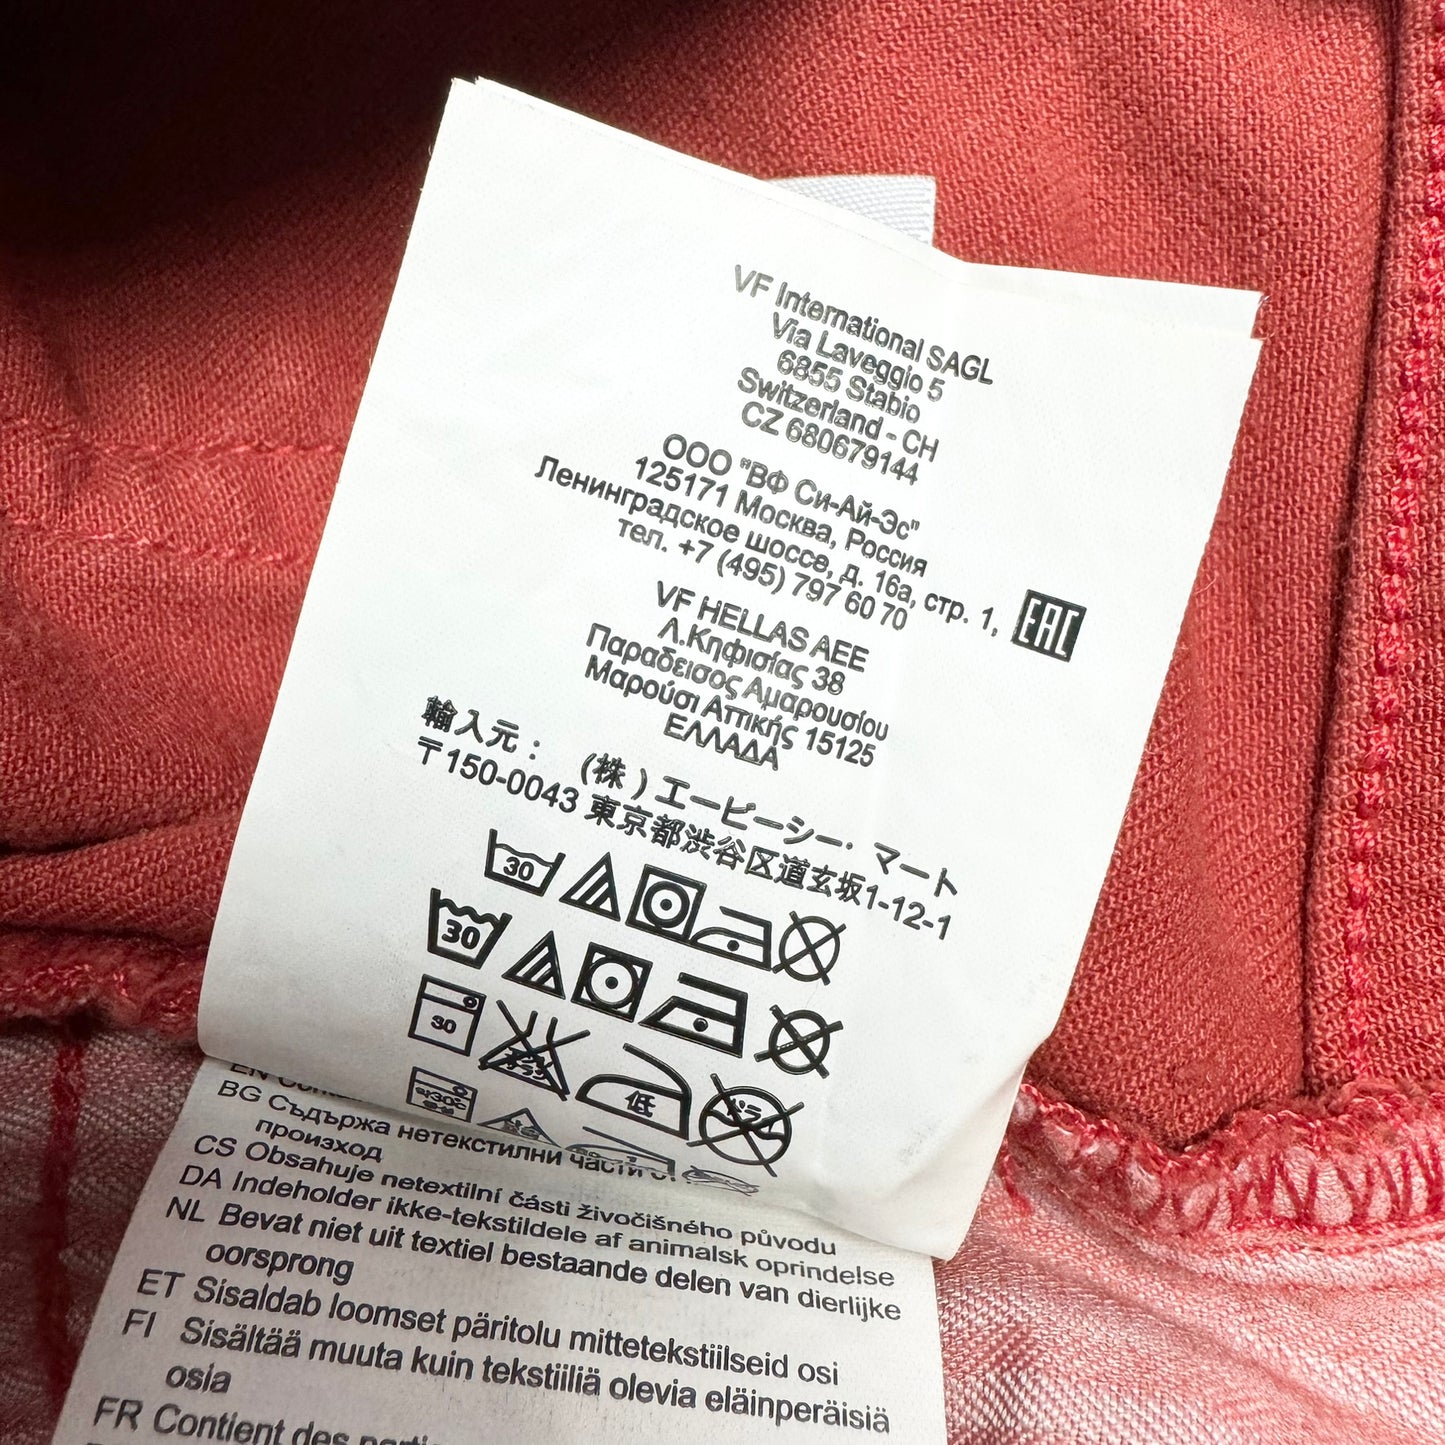 VF International SAGL
Via Laveggio 5
6855 Stabio
Switzerland - CH
CZ 680679144
ООО "ВФ Си-Ай-Эс"
125171 Москва, Россия
Ленинградское шоссе, д. 16а, стр. 1,
тел. +7 (495) 797 60 70
EAC
VF HELLAS AEE
Λ.Κηφισίας 38
Παραδεισος Αμαρουσίου
Μαρούσι Αττικής 15125
ΕΛΛΑΔΑ
輸入元： (株)エービーシー・マート
〒150-0043 東京都渋谷区道玄坂1-12-1
30
30
30
低
ドライ
BG Съдържа нетекстилни части от
произход
CS Obsahuje netextilní části živočišného původu
DA Indeholder ikke-tekstildele af animalsk oprindelse
NL Bevat niet uit textiel bestaande delen van dierlijke
oorsprong
ET Sisaldab loomset päritolu mittetekstiilseid osi
FI Sisältää muuta kuin tekstiiliä olevia eläinperäisiä
osia
FR Contient des